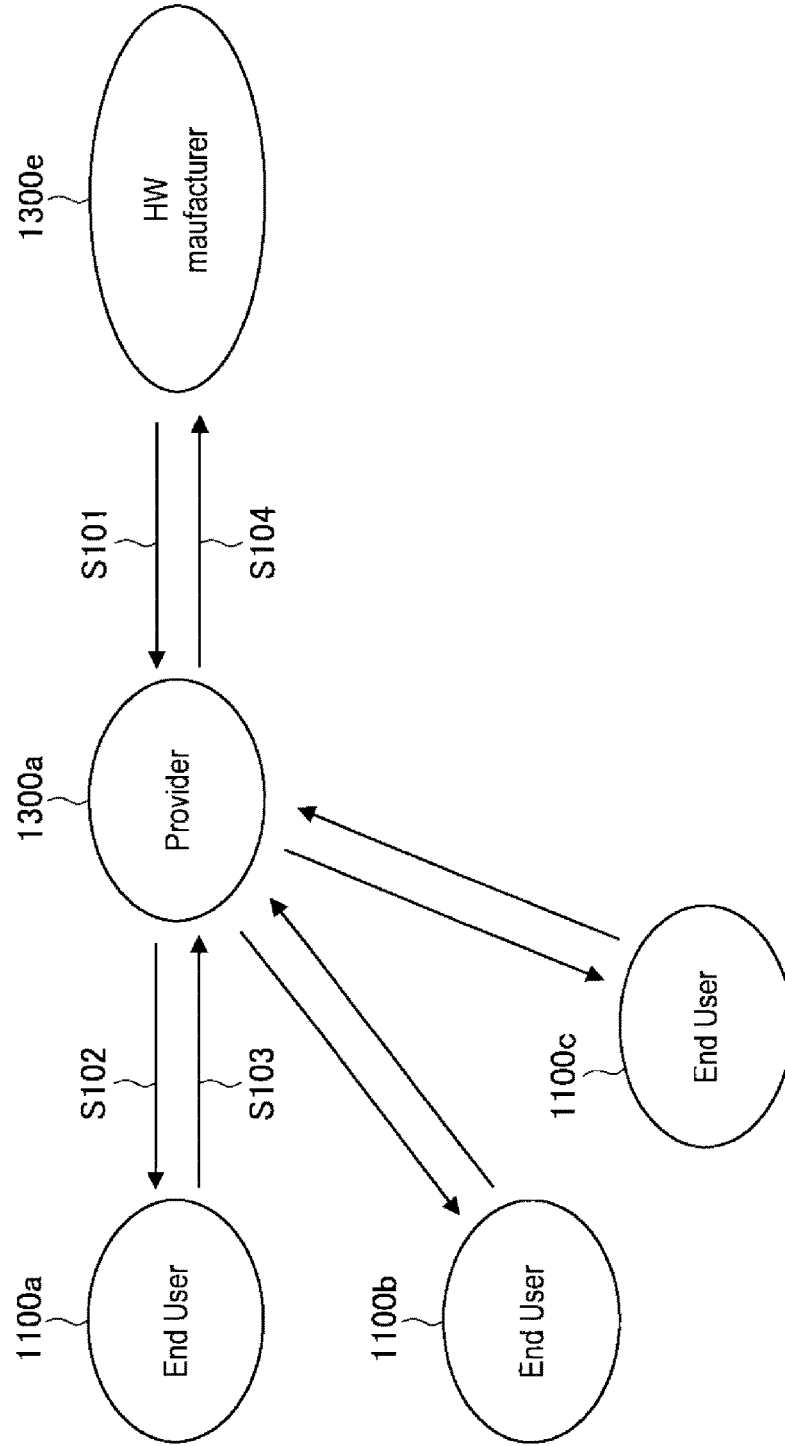 1100a
End User
S102
S103
1300a
Provider
S101
S104
1300e
HW
maufacturer
1100b
End User
1100c
End User